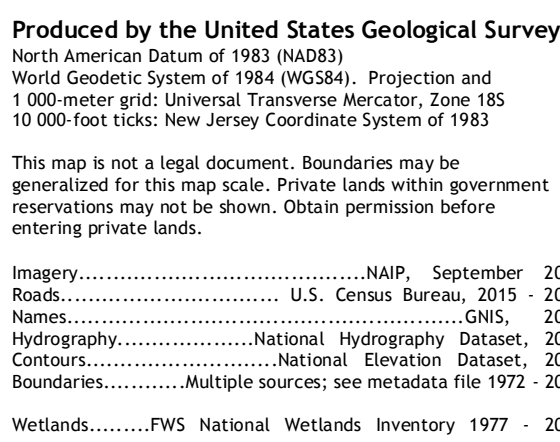 Produced by the United States Geological Survey
North American Datum of 1983 (NAD83)
World Geodetic System of 1984 (WGS84). Projection and
1 000-meter grid: Universal Transverse Mercator, Zone 18S
10 000-foot ticks: New Jersey Coordinate System of 1983
This map is not a legal document. Boundaries may be
generalized for this map scale. Private lands within government
reservations may not be shown. Obtain permission before
entering private lands.
Imagery..........................................NAIP, September
Roads................................ U.S. Census Bureau, 2015 -
Names..........................................................GNIS,
Hydrography....................National Hydrography Dataset,
Contours............................National Elevation Dataset,
Boundaries............Multiple sources; see metadata file 1972 -
Wetlands.........FWS National Wetlands Inventory 1977 -